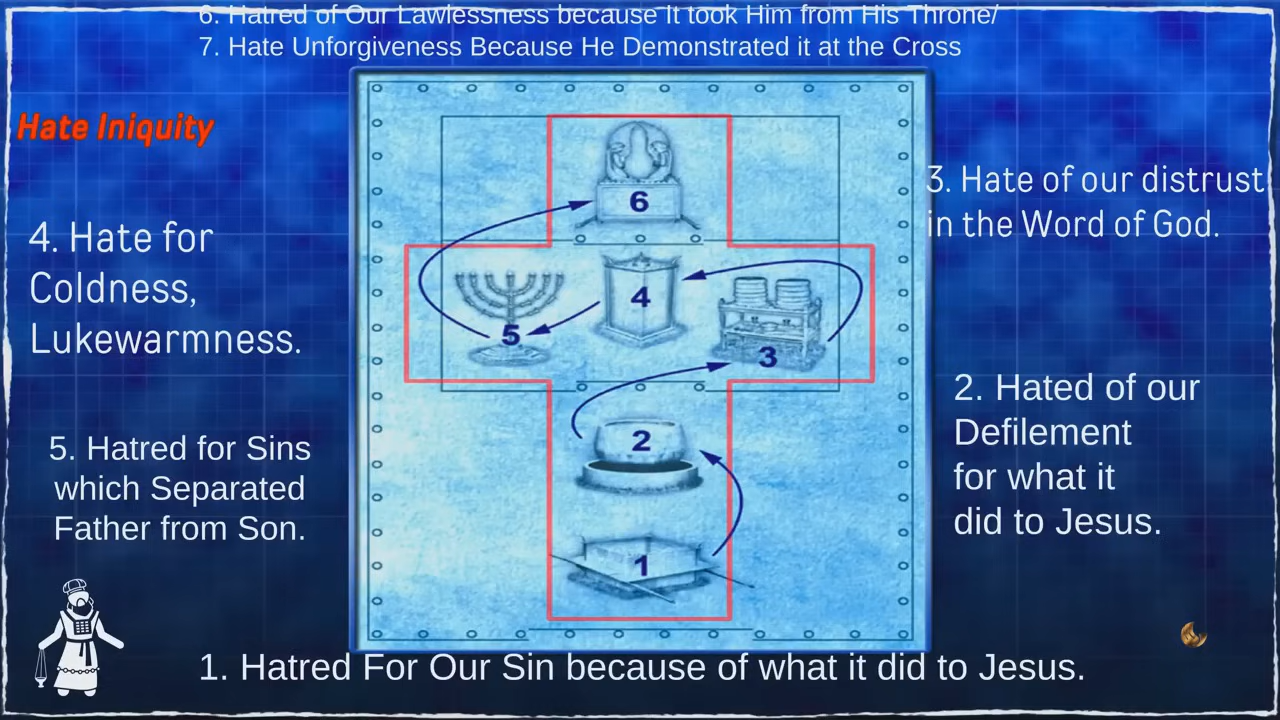 6. Hatred of Our Lawlessness because It took Him from His Throne/
7. Hate Unforgiveness Because He Demonstrated it at the Cross
Hate Iniquity
3. Hate of our distrust
in the Word of God.
4. Hate for
Coldness,
Lukewarmness.
6
4
5
3
2. Hated of our
Defilement
for what it
did to Jesus.
5. Hatred for Sins
which Separated
Father from Son.
2
1
1. Hatred For Our Sin because of what it did to Jesus.